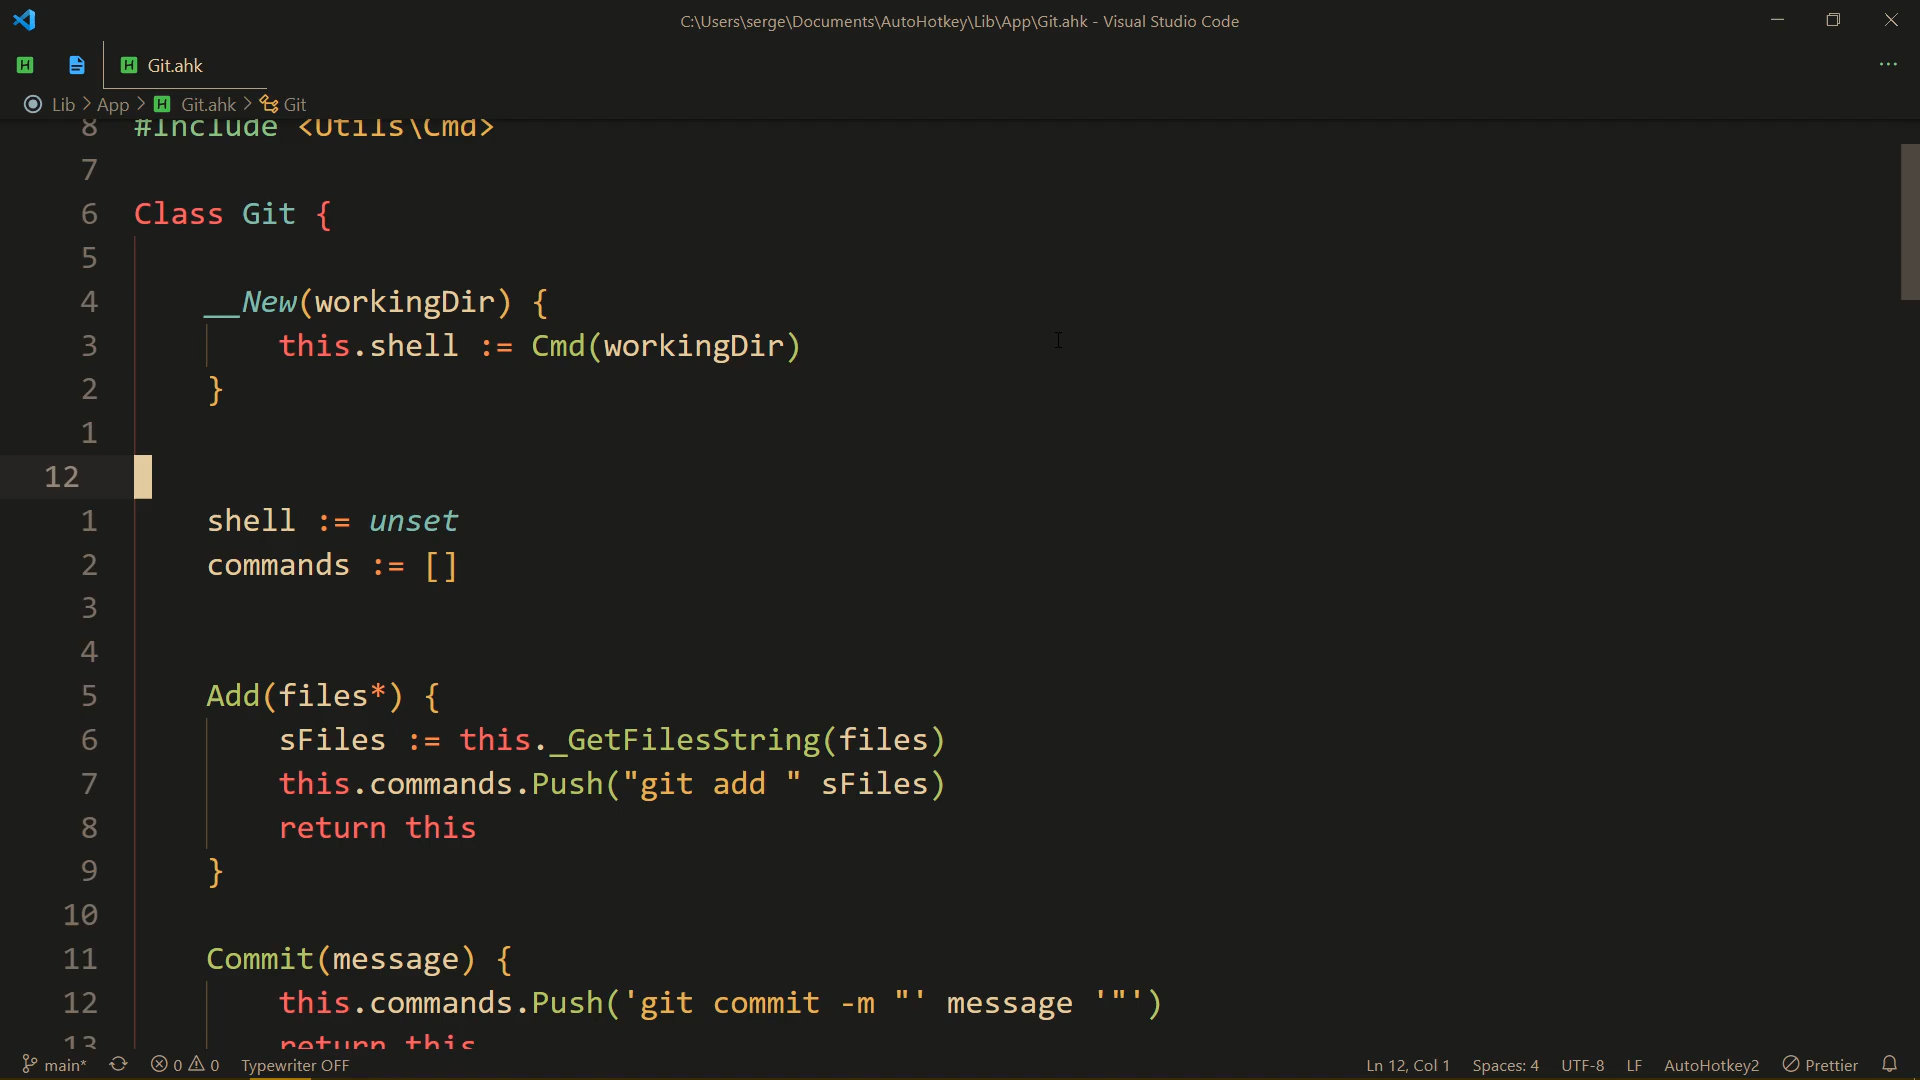 C:\Users\serge\Documents\AutoHotkey\Lib\App\Git.ahk - Visual Studio Code
Git.ahk
...
Lib > App > Git.ahk > Git
8 #Include <Utils\Cmd>
7
6 Class Git {
5
4 __New(workingDir) {
3 this.shell := Cmd(workingDir)
2 }
1
12
1 shell := unset
2 commands := []
3
4
5 Add(files*) {
6 sFiles := this._GetFilesString(files)
7 this.commands.Push("git add " sFiles)
8 return this
9 }
10
11 Commit(message) {
12 this.commands.Push('git commit -m "' message '"')
13 return this
main* 0 0 Typewriter OFF Ln 12, Col 1 Spaces: 4 UTF-8 LF AutoHotkey2 Prettier